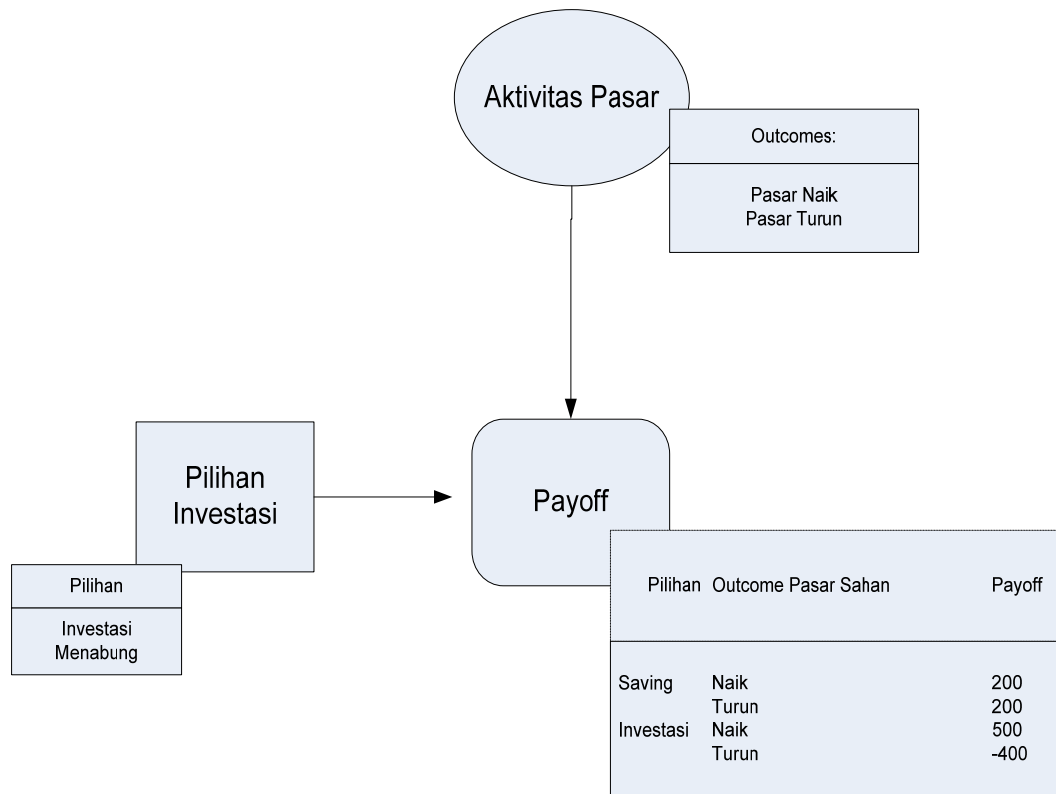 Aktivitas Pasar
Outcomes:
Pasar Naik
Pasar Turun
Pilihan
Investasi
Payoff
Pilihan
Investasi
Menabung
Pilihan Outcome Pasar Sahan Payoff
Saving Naik 200
Turun 200
Investasi Naik 500
Turun -400